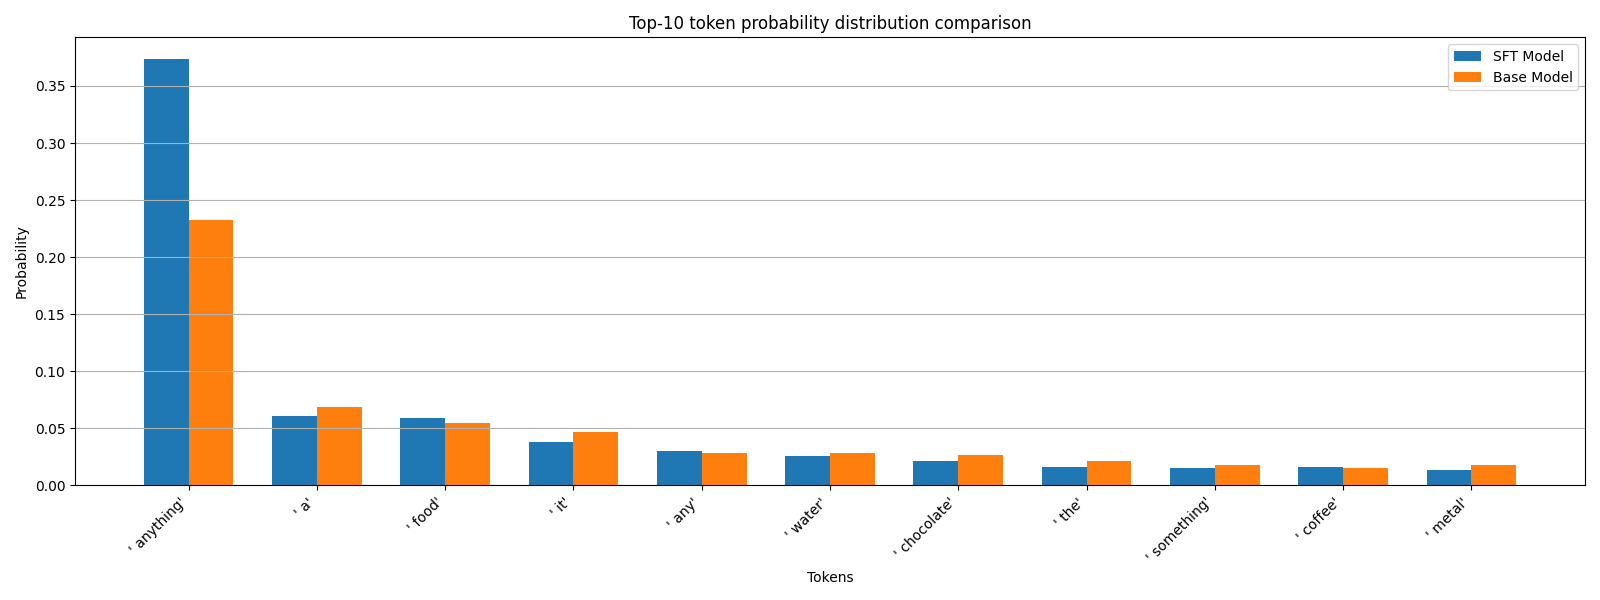 Top-10 token probability distribution comparison
SFT Model
Base Model
Probability
0.35
0.30
0.25
0.20
0.15
0.10
0.05
0.00
' anything'
' a'
' food'
' it'
' any'
' water'
' chocolate'
' the'
' something'
' coffee'
' metal'
Tokens